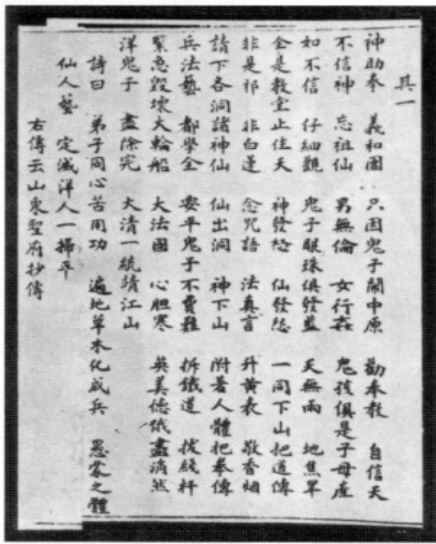 其一
神助拳 義和團 只因鬼子鬧中原 勸奉教 自信天
不信神 忘祖仙 男無倫 女行姦 鬼孩俱是子母產
如不信 仔細觀 鬼子眼珠俱發藍 天無雨 地焦旱
全是教堂止住天 神發怒 仙發怒 一同下山把道傳
非是邪 非白蓮 念咒語 法真言 升黃表 敬香烟
請下各洞諸神仙 仙出洞 神下山 附著人體把拳傳
兵法藝 都學全 安平鬼子不費難 拆鐵道 拔綫杆
緊急毀壞大輪船 大法國 心胆寒 英美德俄盡消然
洋鬼子 盡除完 大清一統靖江山
詩曰 弟子同心苦用功 遍地草木化成兵 愚蒙之體
仙人藝 定滅洋人一掃平
右傳云山東聖府抄傳